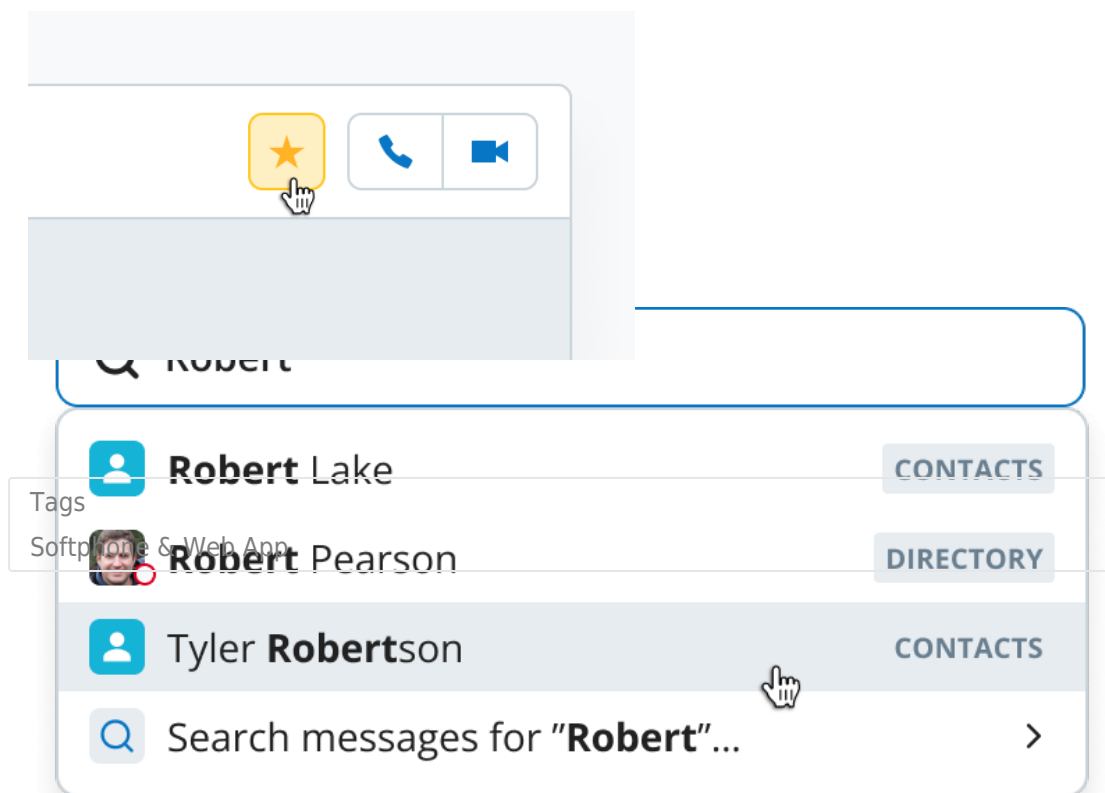 Robert
Robert Lake CONTACTS
Tags
Softphone & Web App
Robert Pearson DIRECTORY
Tyler Robertson CONTACTS
Search messages for ”Robert”...